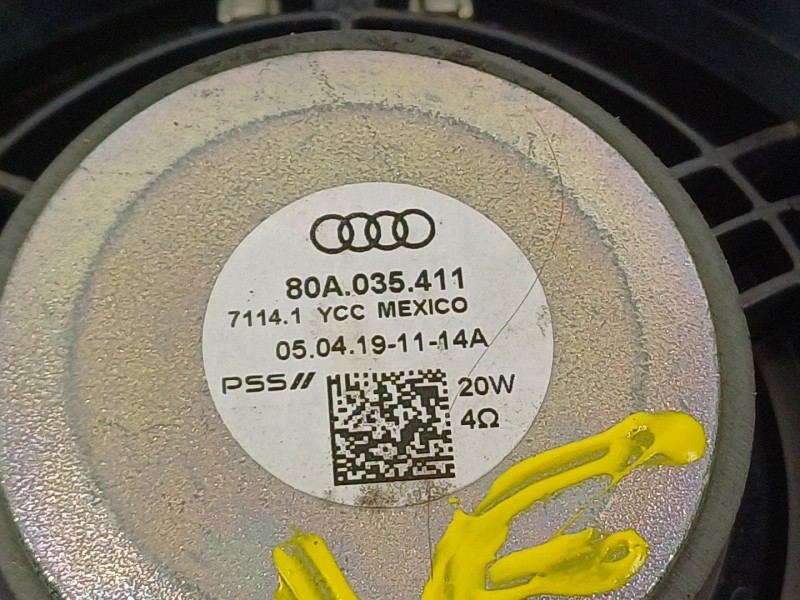 80A.035.411
7114.1 YCC MEXICO
05.04.19-11-14A
PSS// 20W
4Ω